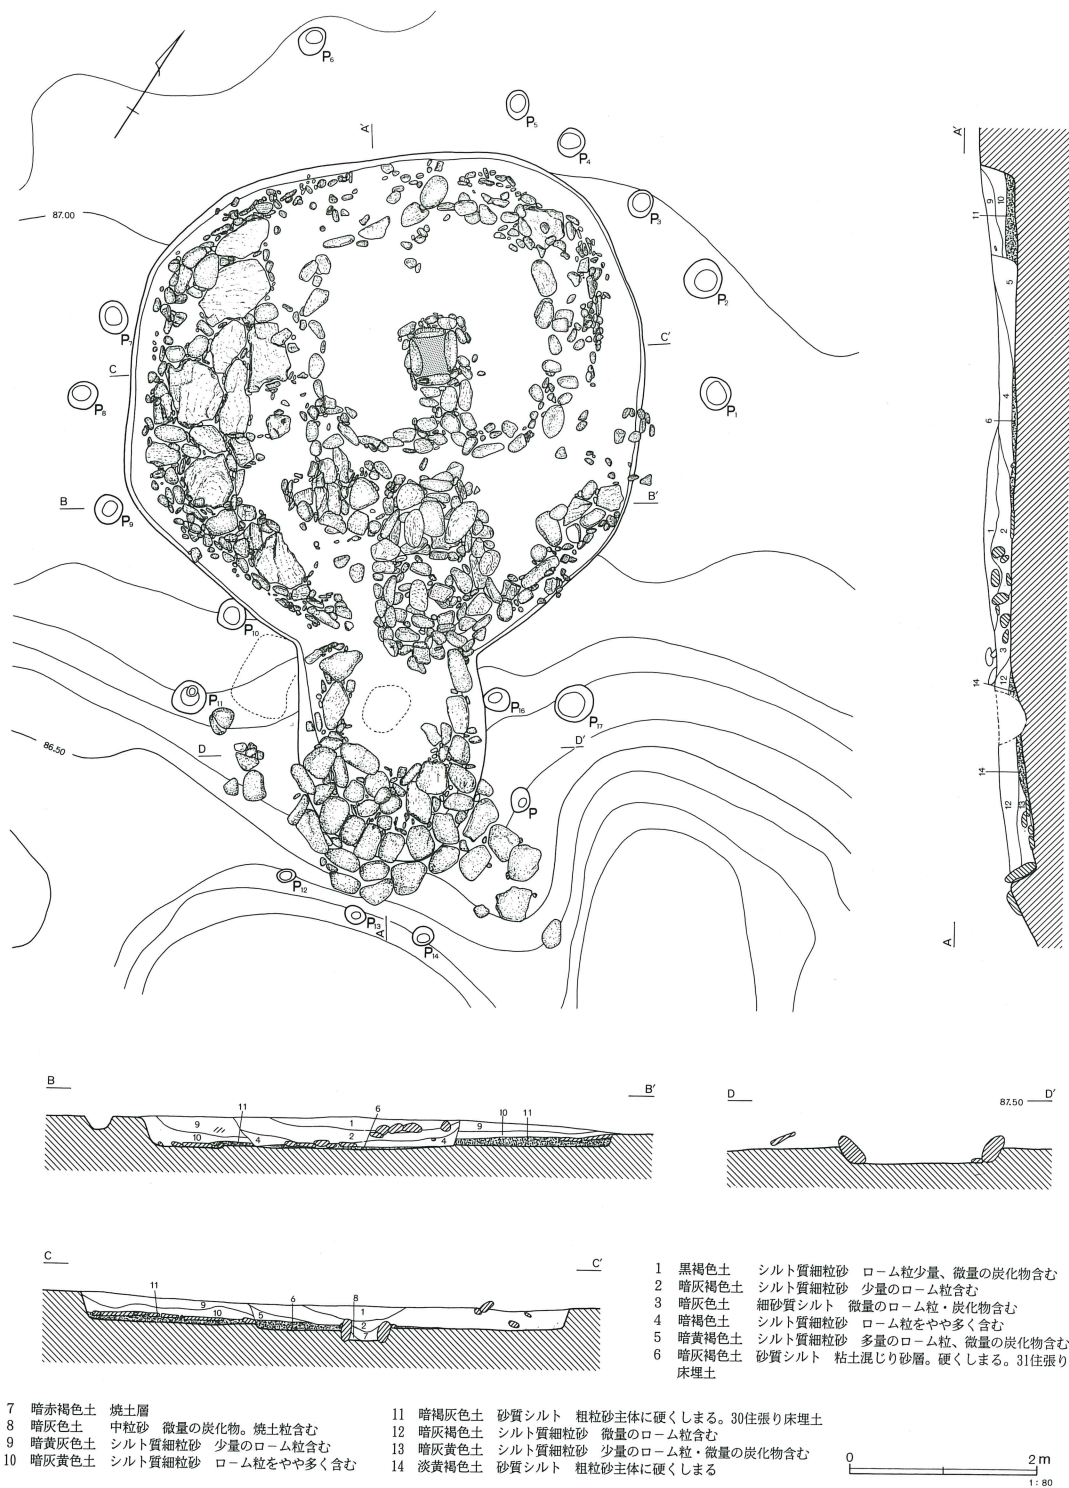 P6
P5
P4
P3
P2
P1
A′
87.00
P7
C
C′
P8
B
B′
P9
P10
P11
P16
P17
D
D′
86.50
P
P12
P13
A
P14
A′
11
9
10
5
4
6
1
2
3
14
12
14
12
13
A
B
B′
11
6
10
11
9
1
9
10
4
2
4
D
87.50
D′
C
C′
11
6
8
9
10
5
1
2
7
1 黒褐色土 シルト質細粒砂 ローム粒少量、微量の炭化物含む
2 暗灰褐色土 シルト質細粒砂 少量のローム粒含む
3 暗灰色土 細砂質シルト 微量のローム粒・炭化物含む
4 暗褐色土 シルト質細粒砂 ローム粒をやや多く含む
5 暗黄褐色土 シルト質細粒砂 多量のローム粒、微量の炭化物含む
6 暗灰褐色土 砂質シルト 粘土混じり砂層。硬くしまる。31住張り
床埋土
7 暗赤褐色土 焼土層
8 暗灰色土 中粒砂 微量の炭化物。焼土粒含む
9 暗黄灰色土 シルト質細粒砂 少量のローム粒含む
10 暗灰黄色土 シルト質細粒砂 ローム粒をやや多く含む
11 暗褐灰色土 砂質シルト 粗粒砂主体に硬くしまる。30住張り床埋土
12 暗灰褐色土 シルト質細粒砂 微量のローム粒含む
13 暗灰黄色土 シルト質細粒砂 少量のローム粒・微量の炭化物含む
14 淡黄褐色土 砂質シルト 粗粒砂主体に硬くしまる
0 2m
1:80